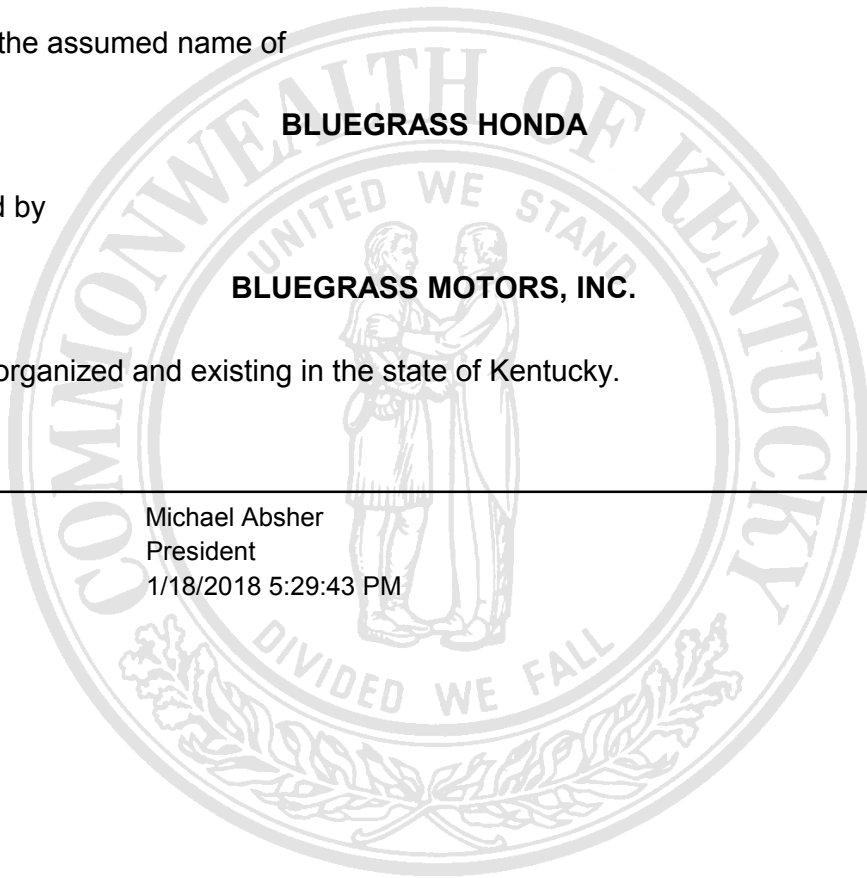 the assumed name of
BLUEGRASS HONDA
d by
BLUEGRASS MOTORS, INC.
organized and existing in the state of Kentucky.
Michael Absher
President
1/18/2018 5:29:43 PM
COMMONWEALTH OF KENTUCKY
UNITED WE STAND
DIVIDED WE FALL